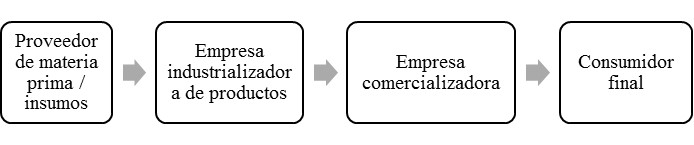 Proveedor
de materia
prima /
insumos
Empresa
industrializador
a de productos
Empresa
comercializadora
Consumidor
final